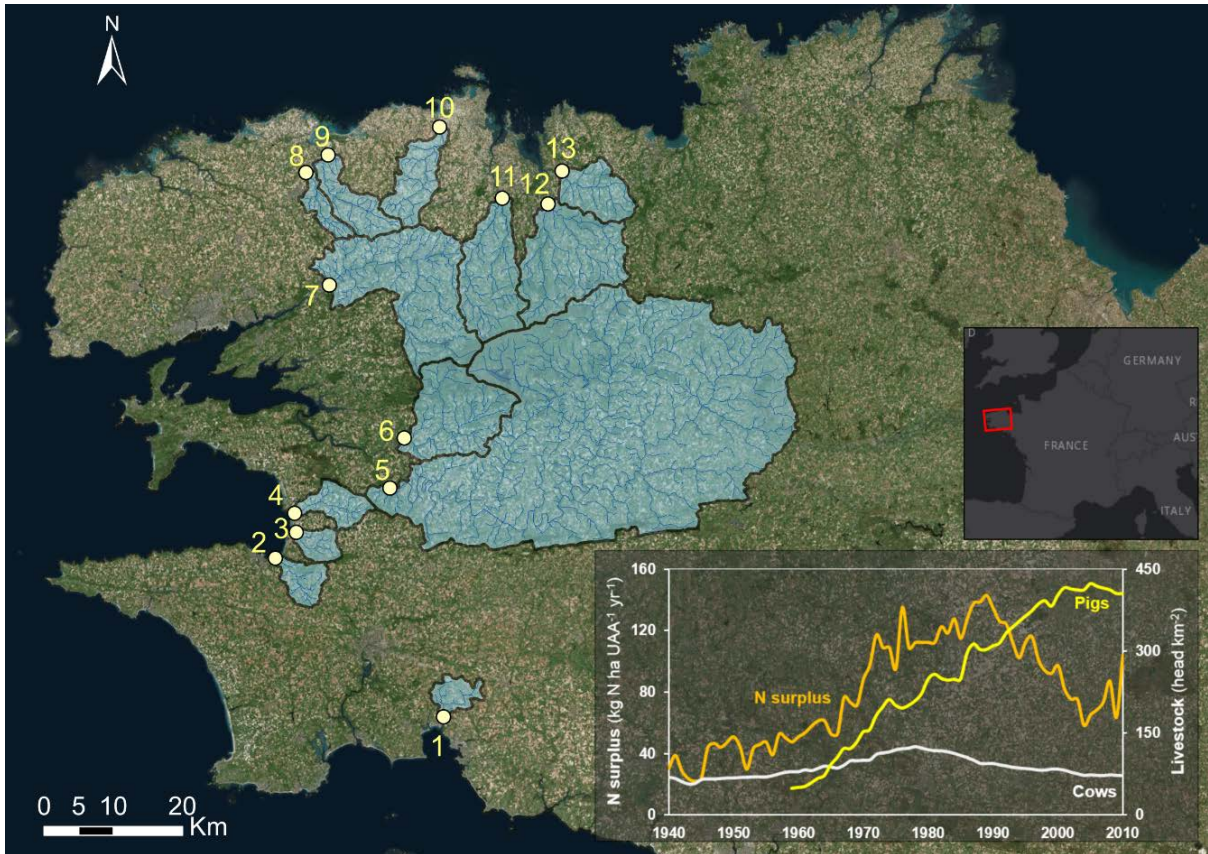 N
10
9
8
13
11
12
7
6
5
4
3
2
1
0 5 10 20
Km
D
GERMANY
R
FRANCE
AUS
ITALY
N surplus (kg N ha UAA⁻¹ yr⁻¹)
160
120
80
40
0
450
300
150
0
Livestock (head km⁻²)
Pigs
N surplus
Cows
1940 1950 1960 1970 1980 1990 2000 2010